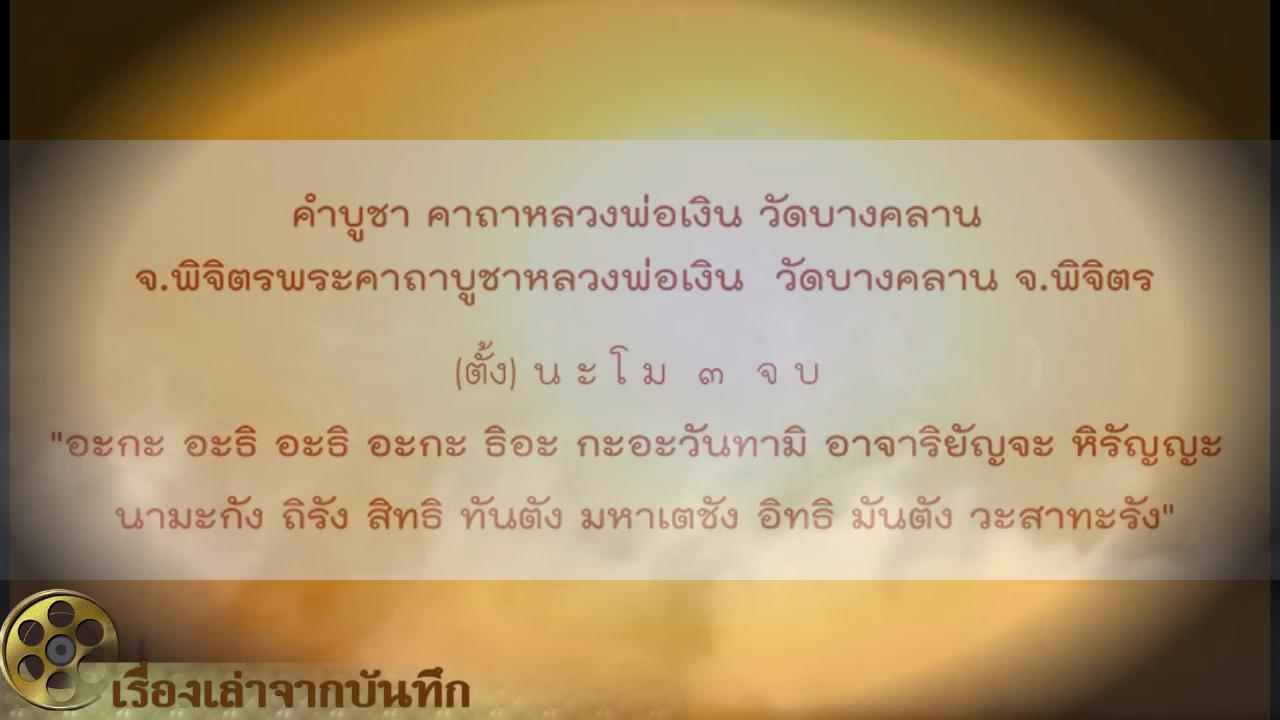 คำบูชา คาถาหลวงพ่อเงิน วัดบางคลาน
จ.พิจิตรพระคาถาบูชาหลวงพ่อเงิน วัดบางคลาน จ.พิจิตร
(ตั้ง) น ะ โ ม ๓ จ บ
"อะกะ อะธิ อะธิ อะกะ ธิอะ กะอะวันทามิ อาจาริยัญจะ หิรัญญะ
นามะกัง ถิรัง สิทธิ ทันตัง มหาเตชัง อิทธิ มันตัง วะสาทะรัง"
เรื่องเล่าจากบันทึก